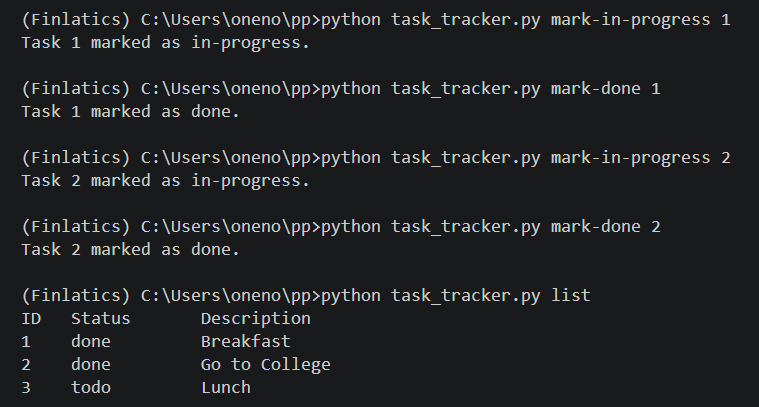 (Finlatics) C:\Users\oneno\pp>python task_tracker.py mark-in-progress 1
Task 1 marked as in-progress.
(Finlatics) C:\Users\oneno\pp>python task_tracker.py mark-done 1
Task 1 marked as done.
(Finlatics) C:\Users\oneno\pp>python task_tracker.py mark-in-progress 2
Task 2 marked as in-progress.
(Finlatics) C:\Users\oneno\pp>python task_tracker.py mark-done 2
Task 2 marked as done.
(Finlatics) C:\Users\oneno\pp>python task_tracker.py list
ID   Status       Description
1    done         Breakfast
2    done         Go to College
3    todo         Lunch